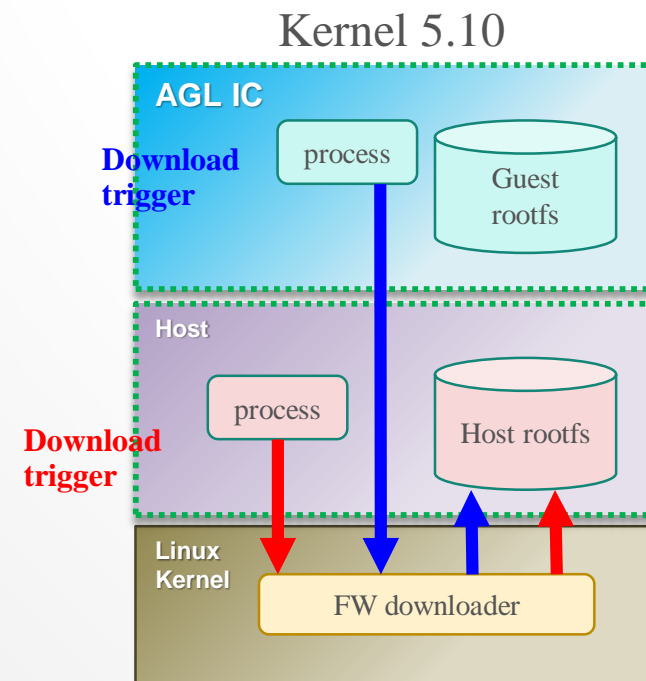 Kernel 5.10
AGL IC
Download
trigger
process
Guest
rootfs
Host
process
Host rootfs
Download
trigger
Linux
Kernel
FW downloader